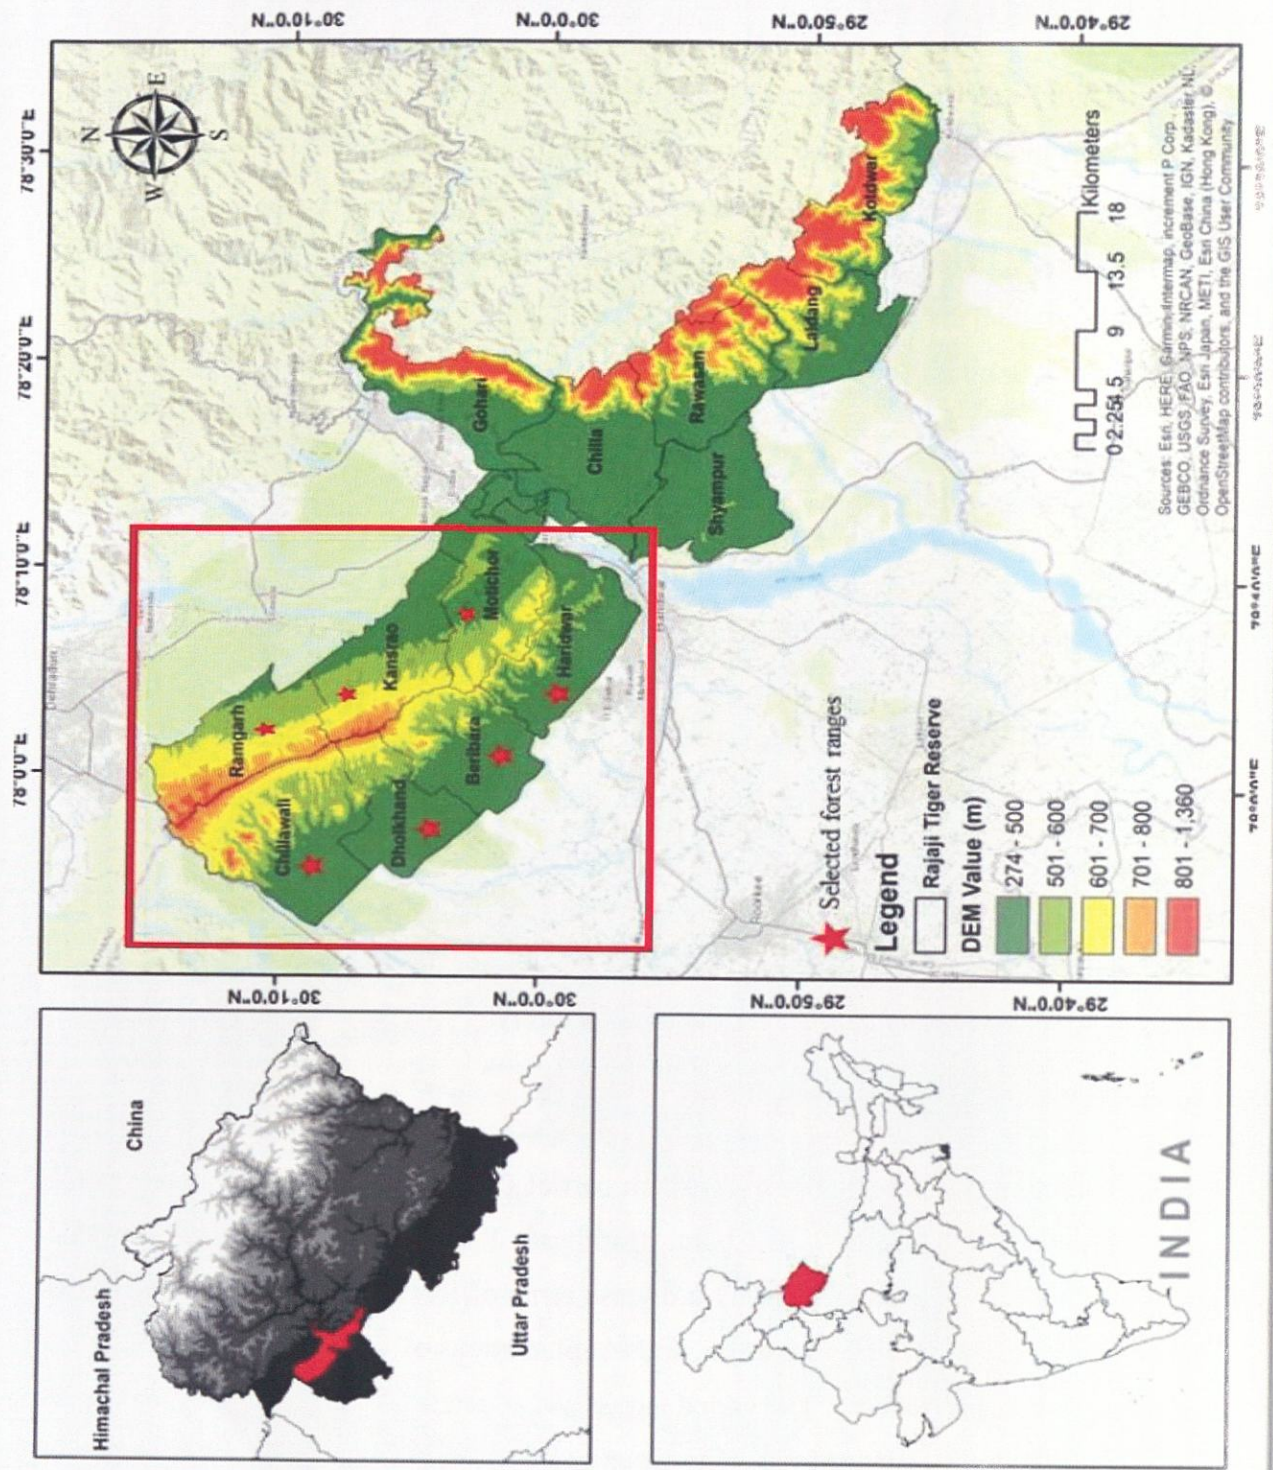 Himachal Pradesh
China
Uttar Pradesh
INDIA
78°0'0"E
78°10'0"E
78°20'0"E
78°30'0"E
30°10'0"N
30°0'0"N
29°50'0"N
29°40'0"N
30°10'0"N
30°0'0"N
29°50'0"N
29°40'0"N
N
W
E
S
Dehradun
Ramgarh
Chillawali
Kansrao
Dholkhand
Motichor
Beribara
Haridwar
Gohari
Chilla
Rawasan
Shyampur
Laldang
Kotdwar
Roorkee
Selected forest ranges
Legend
Rajaji Tiger Reserve
DEM Value (m)
274 - 500
501 - 600
601 - 700
701 - 800
801 - 1,360
0 2.25 4.5 9 13.5 18
Kilometers
Sources: Esri, HERE, Garmin, Intermap, increment P Corp.,
GEBCO, USGS, FAO, NPS, NRCAN, GeoBase, IGN, Kadaster NL,
Ordnance Survey, Esri Japan, METI, Esri China (Hong Kong), ©
OpenStreetMap contributors, and the GIS User Community